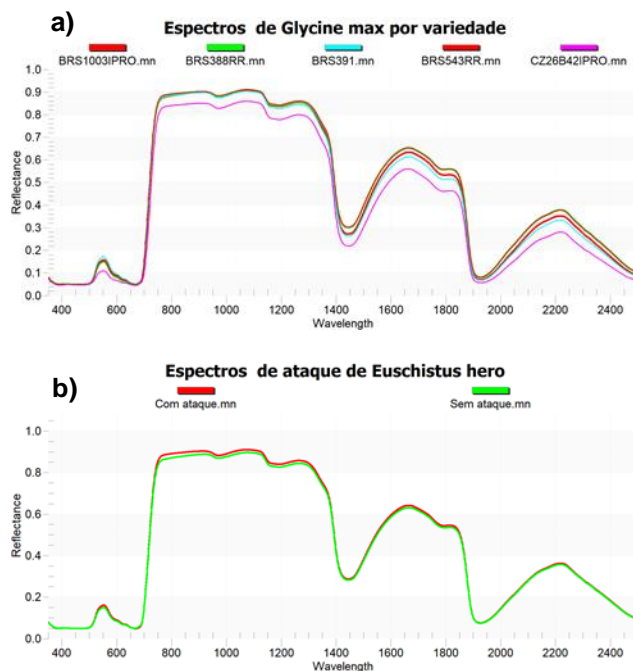 a)
Espectros de Glycine max por variedade
BRS1003IPRO.mn BRS388RR.mn BRS391.mn BRS543RR.mn CZ26B42IPRO.mn
1.0
0.9
0.8
0.7
0.6
0.5
0.4
0.3
0.2
0.1
0.0
Reflectance
400 600 800 1000 1200 1400 1600 1800 2000 2200 2400
Wavelength
b)
Espectros de ataque de Euschistus hero
Com ataque.mn Sem ataque.mn
1.0
0.8
0.6
0.4
0.2
0.0
Reflectance
400 600 800 1000 1200 1400 1600 1800 2000 2200 2400
Wavelength